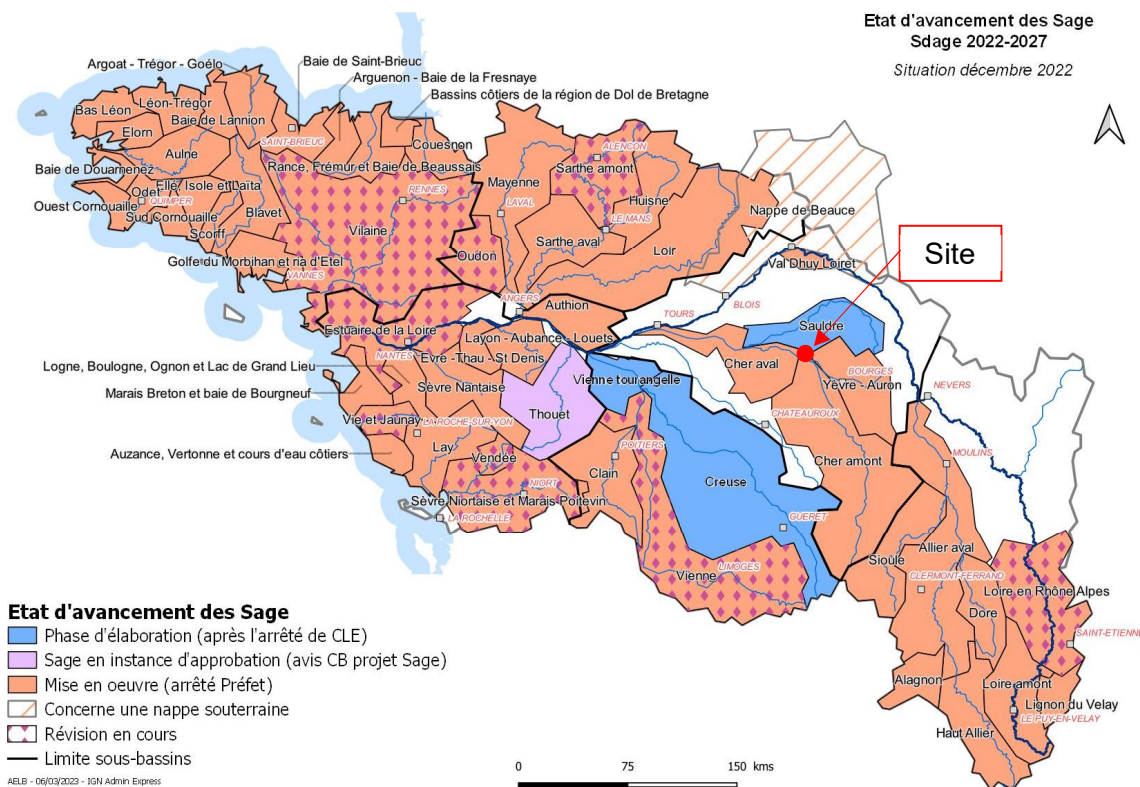 Etat d'avancement des Sage
Sdage 2022-2027
Situation décembre 2022
Argoat - Trégor - Goélo
Baie de Saint-Brieuc
Arguenon - Baie de la Fresnaye
Bassins côtiers de la région de Dol de Bretagne
Bas Léon
Léon-Trégor
Baie de Lannion
Elorn
Aulne
SAINT-BRIEUC
Couesnon
Rance, Frémur et Baie de Beaussais
Baie de Douarnenez
Ellé, Isole et Laïta
Odet
QUIMPER
Ouest Cornouaille
Sud Cornouaille
Scorff
Blavet
Vilaine
RENNES
Golfe du Morbihan et ria d'Etel
VANNES
Mayenne
LAVAL
ALENCON
Sarthe amont
Huisne
LE MANS
Sarthe aval
Loir
Oudon
Nappe de Beauce
Site
Val Dhuy Loiret
BLOIS
TOURS
ANGERS
Authion
Estuaire de la Loire
NANTES
Layon - Aubance - Louets
Evre -Thau -St Denis
Logne, Boulogne, Ognon et Lac de Grand Lieu
Sèvre Nantaise
Marais Breton et baie de Bourgneuf
Vienne tourangelle
Thouet
Sauldre
Cher aval
BOURGES
Yèvre - Auron
NEVERS
CHATEAUROUX
Vie et Jaunay
LA ROCHE-SUR-YON
Auzance, Vertonne et cours d'eau côtiers
Lay
Vendée
POITIERS
Clain
NIORT
Sèvre Niortaise et Marais Poitevin
LA ROCHELLE
Cher amont
MOULINS
Creuse
GUERET
Vienne
LIMOGES
Sioule
Allier aval
CLERMONT-FERRAND
Dore
Loire en Rhône Alpes
SAINT-ETIENNE
Alagnon
Loire amont
Lignon du Velay
LE PUY-EN-VELAY
Haut Allier
Etat d'avancement des Sage
Phase d'élaboration (après l'arrêté de CLE)
Sage en instance d'approbation (avis CB projet Sage)
Mise en oeuvre (arrêté Préfet)
Concerne une nappe souterraine
Révision en cours
Limite sous-bassins
AELB - 06/03/2023 - IGN Admin Express
0 75 150 kms